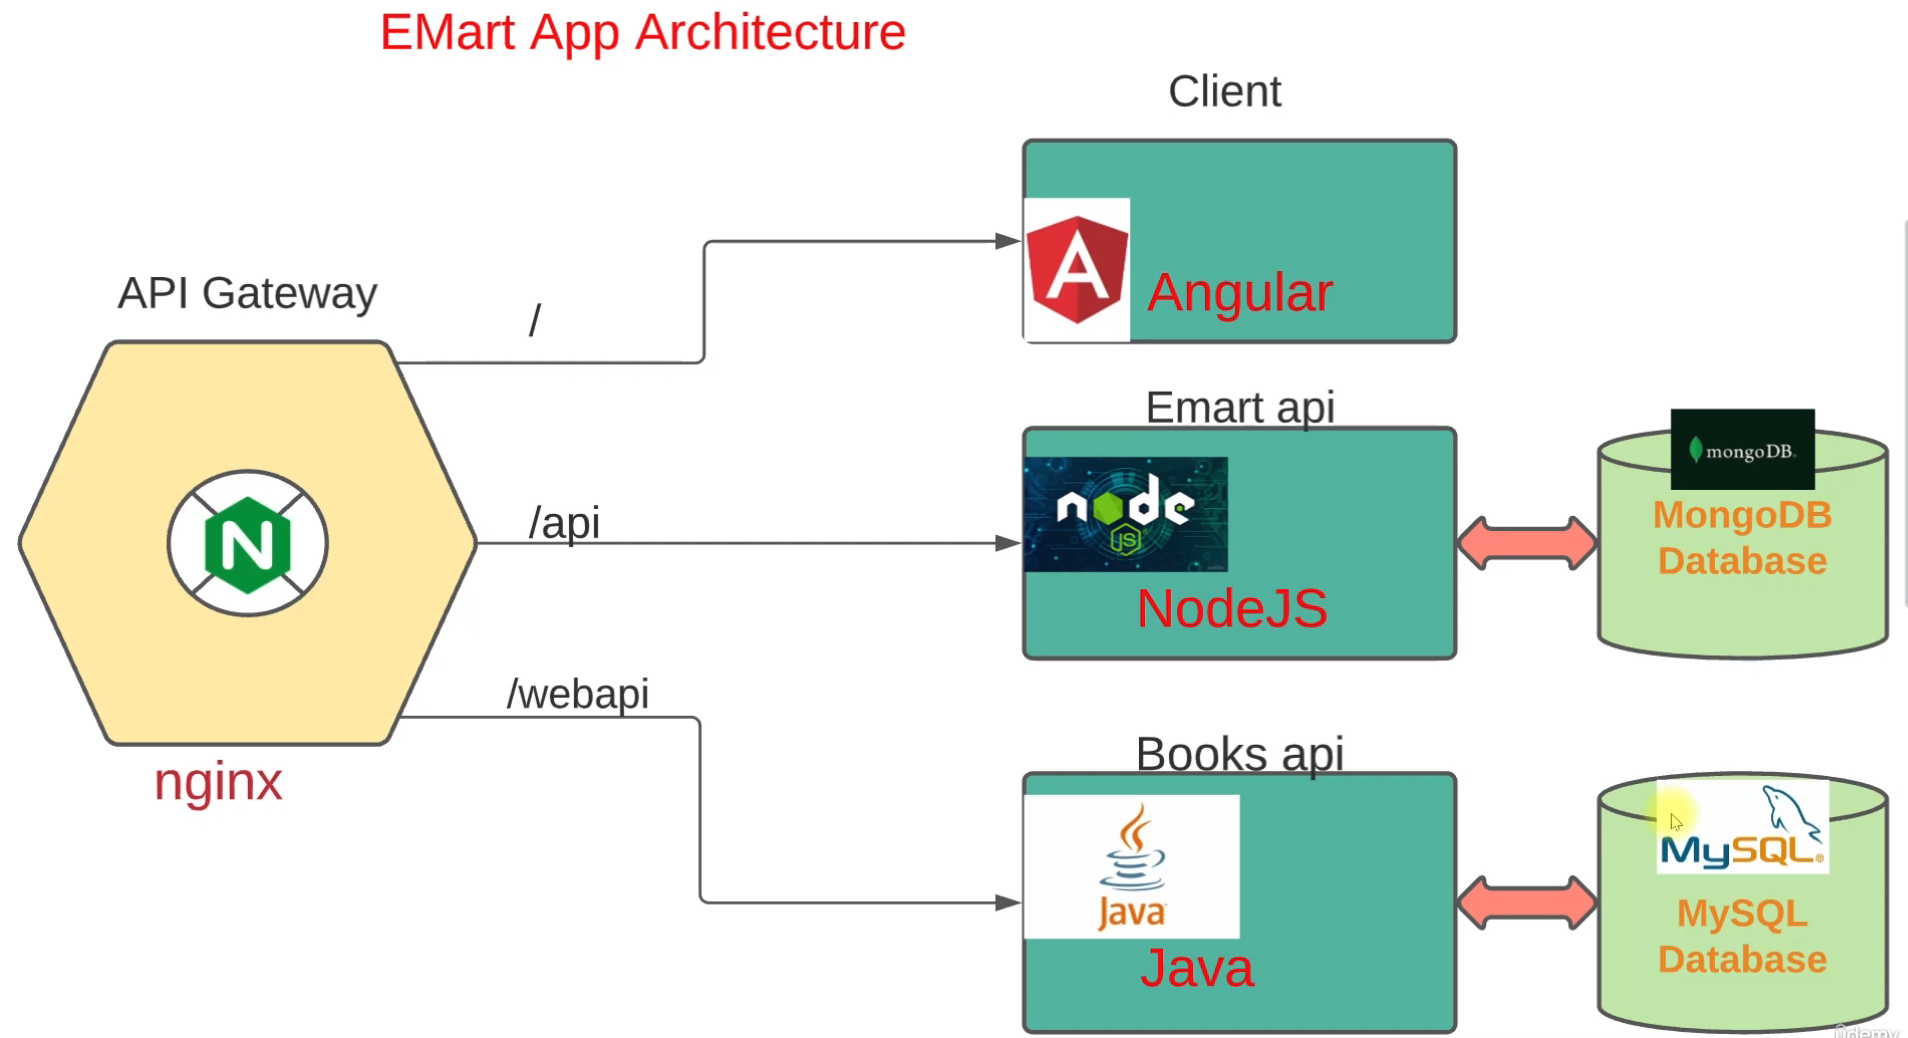 EMart App Architecture
Client
Angular
API Gateway
/
Emart api
node
JS
NodeJS
mongoDB.
MongoDB
Database
/api
N
nginx
/webapi
Books api
Java
Java
MySQL®
MySQL
Database
Udemy